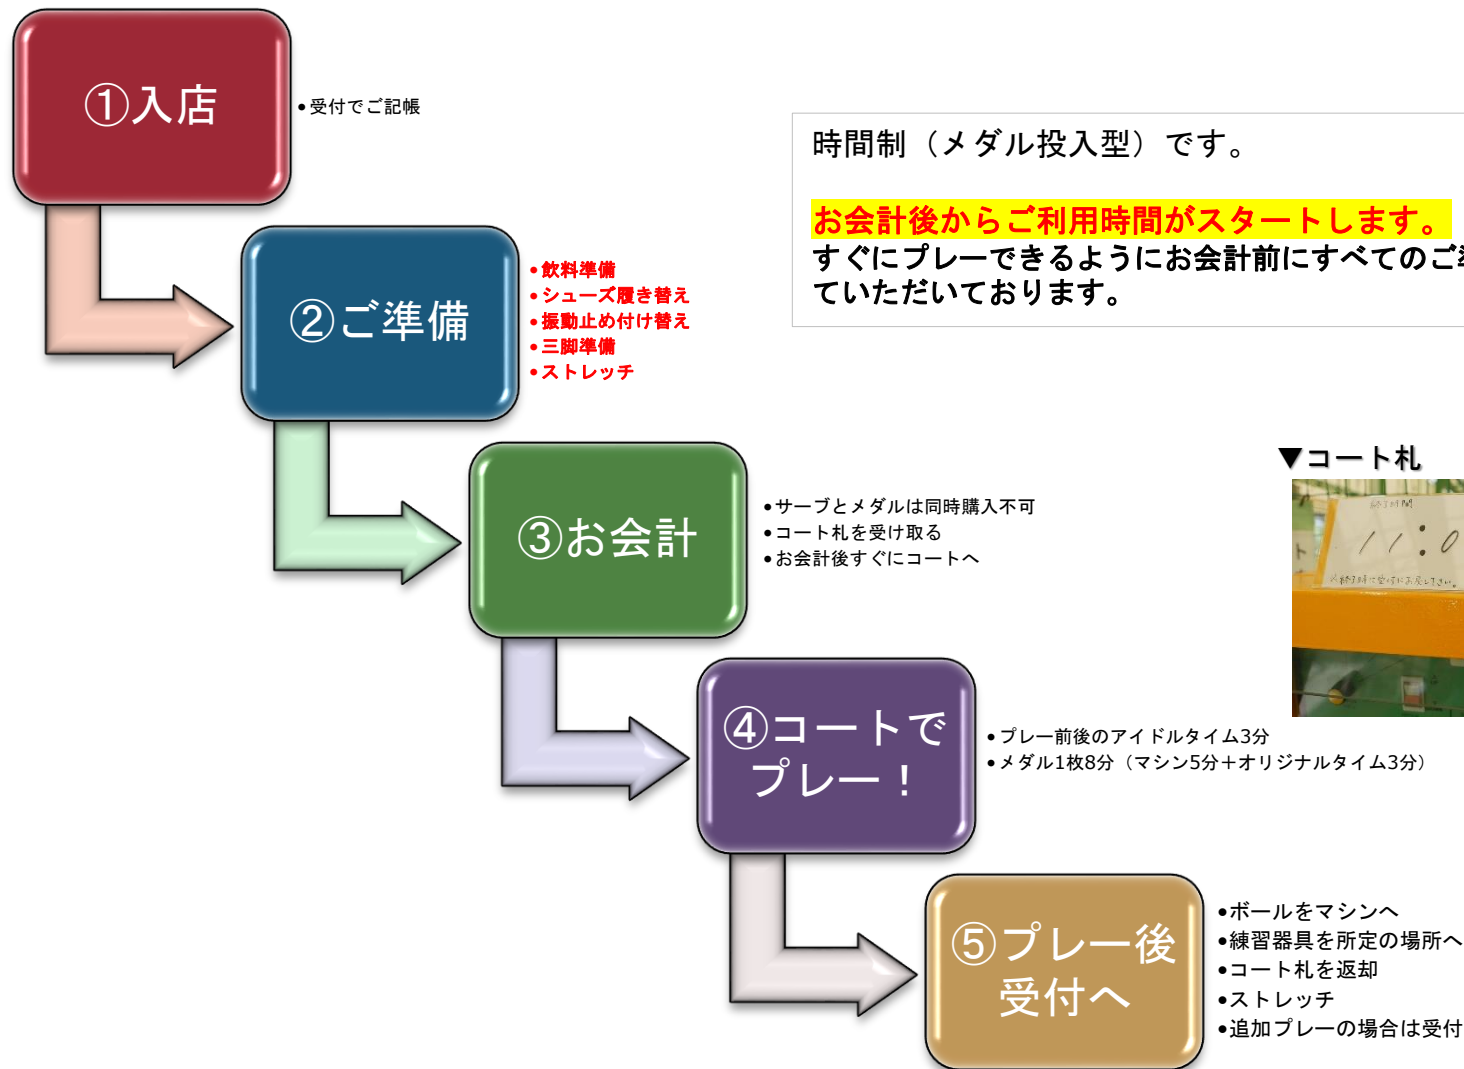 ①入店
•受付でご記帳
時間制（メダル投入型）です。
お会計後からご利用時間がスタートします。
すぐにプレーできるようにお会計前にすべてのご
ていただいております。
②ご準備
•飲料準備
•シューズ履き替え
•振動止め付け替え
•三脚準備
•ストレッチ
③お会計
•サーブとメダルは同時購入不可
•コート札を受け取る
•お会計後すぐにコートへ
▼コート札
終了時間
11:0
④コートで
プレー！
•プレー前後のアイドルタイム3分
•メダル1枚8分（マシン5分＋オリジナルタイム3分）
⑤プレー後
受付へ
•ボールをマシンへ
•練習器具を所定の場所へ
•コート札を返却
•ストレッチ
•追加プレーの場合は受付